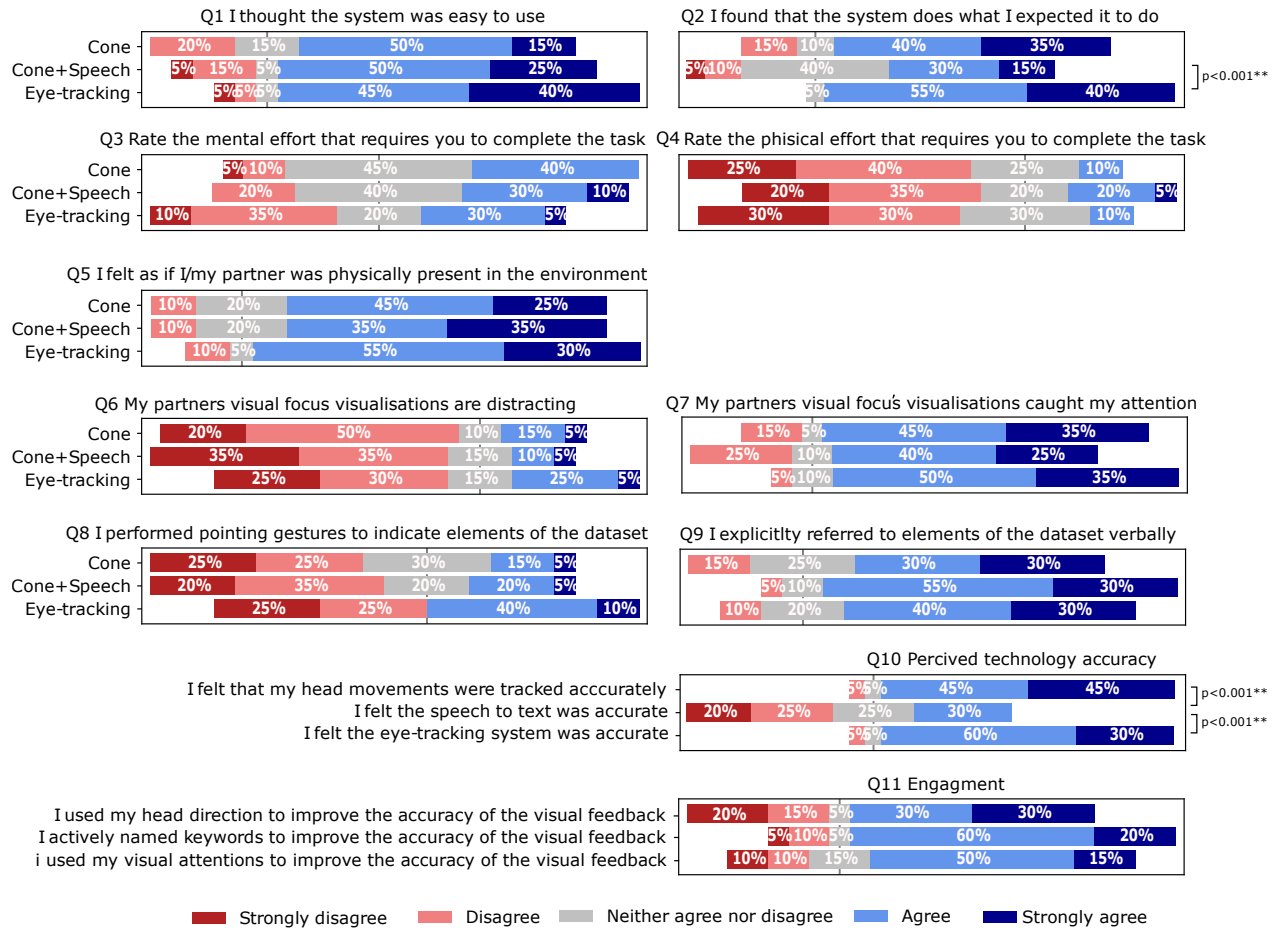 Q1 I thought the system was easy to use
Cone 20% 15% 50% 15%
Cone+Speech 5% 15% 5% 50% 25%
Eye-tracking 5% 5% 5% 45% 40%
Q2 I found that the system does what I expected it to do
15% 10% 40% 35%
5% 10% 40% 30% 15%
5% 55% 40%
p<0.001**
Q3 Rate the mental effort that requires you to complete the task
Cone 5% 10% 45% 40%
Cone+Speech 20% 40% 30% 10%
Eye-tracking 10% 35% 20% 30% 5%
Q4 Rate the phisical effort that requires you to complete the task
25% 40% 25% 10%
20% 35% 20% 20% 5%
30% 30% 30% 10%
Q5 I felt as if I/my partner was physically present in the environment
Cone 10% 20% 45% 25%
Cone+Speech 10% 20% 35% 35%
Eye-tracking 10% 5% 55% 30%
Q6 My partners visual focus visualisations are distracting
Cone 20% 50% 10% 15% 5%
Cone+Speech 35% 35% 15% 10% 5%
Eye-tracking 25% 30% 15% 25% 5%
Q7 My partners visual focus's visualisations caught my attention
15% 5% 45% 35%
25% 10% 40% 25%
5% 10% 50% 35%
Q8 I performed pointing gestures to indicate elements of the dataset
Cone 25% 25% 30% 15% 5%
Cone+Speech 20% 35% 20% 20% 5%
Eye-tracking 25% 25% 40% 10%
Q9 I explicitlty referred to elements of the dataset verbally
15% 25% 30% 30%
5% 10% 55% 30%
10% 20% 40% 30%
Q10 Percived technology accuracy
I felt that my head movements were tracked acccurately 5% 5% 45% 45%
I felt the speech to text was accurate 20% 25% 25% 30%
I felt the eye-tracking system was accurate 5% 5% 60% 30%
p<0.001**
p<0.001**
Q11 Engagment
I used my head direction to improve the accuracy of the visual feedback 20% 15% 5% 30% 30%
I actively named keywords to improve the accuracy of the visual feedback 5% 10% 5% 60% 20%
i used my visual attentions to improve the accuracy of the visual feedback 10% 10% 15% 50% 15%
Strongly disagree Disagree Neither agree nor disagree Agree Strongly agree